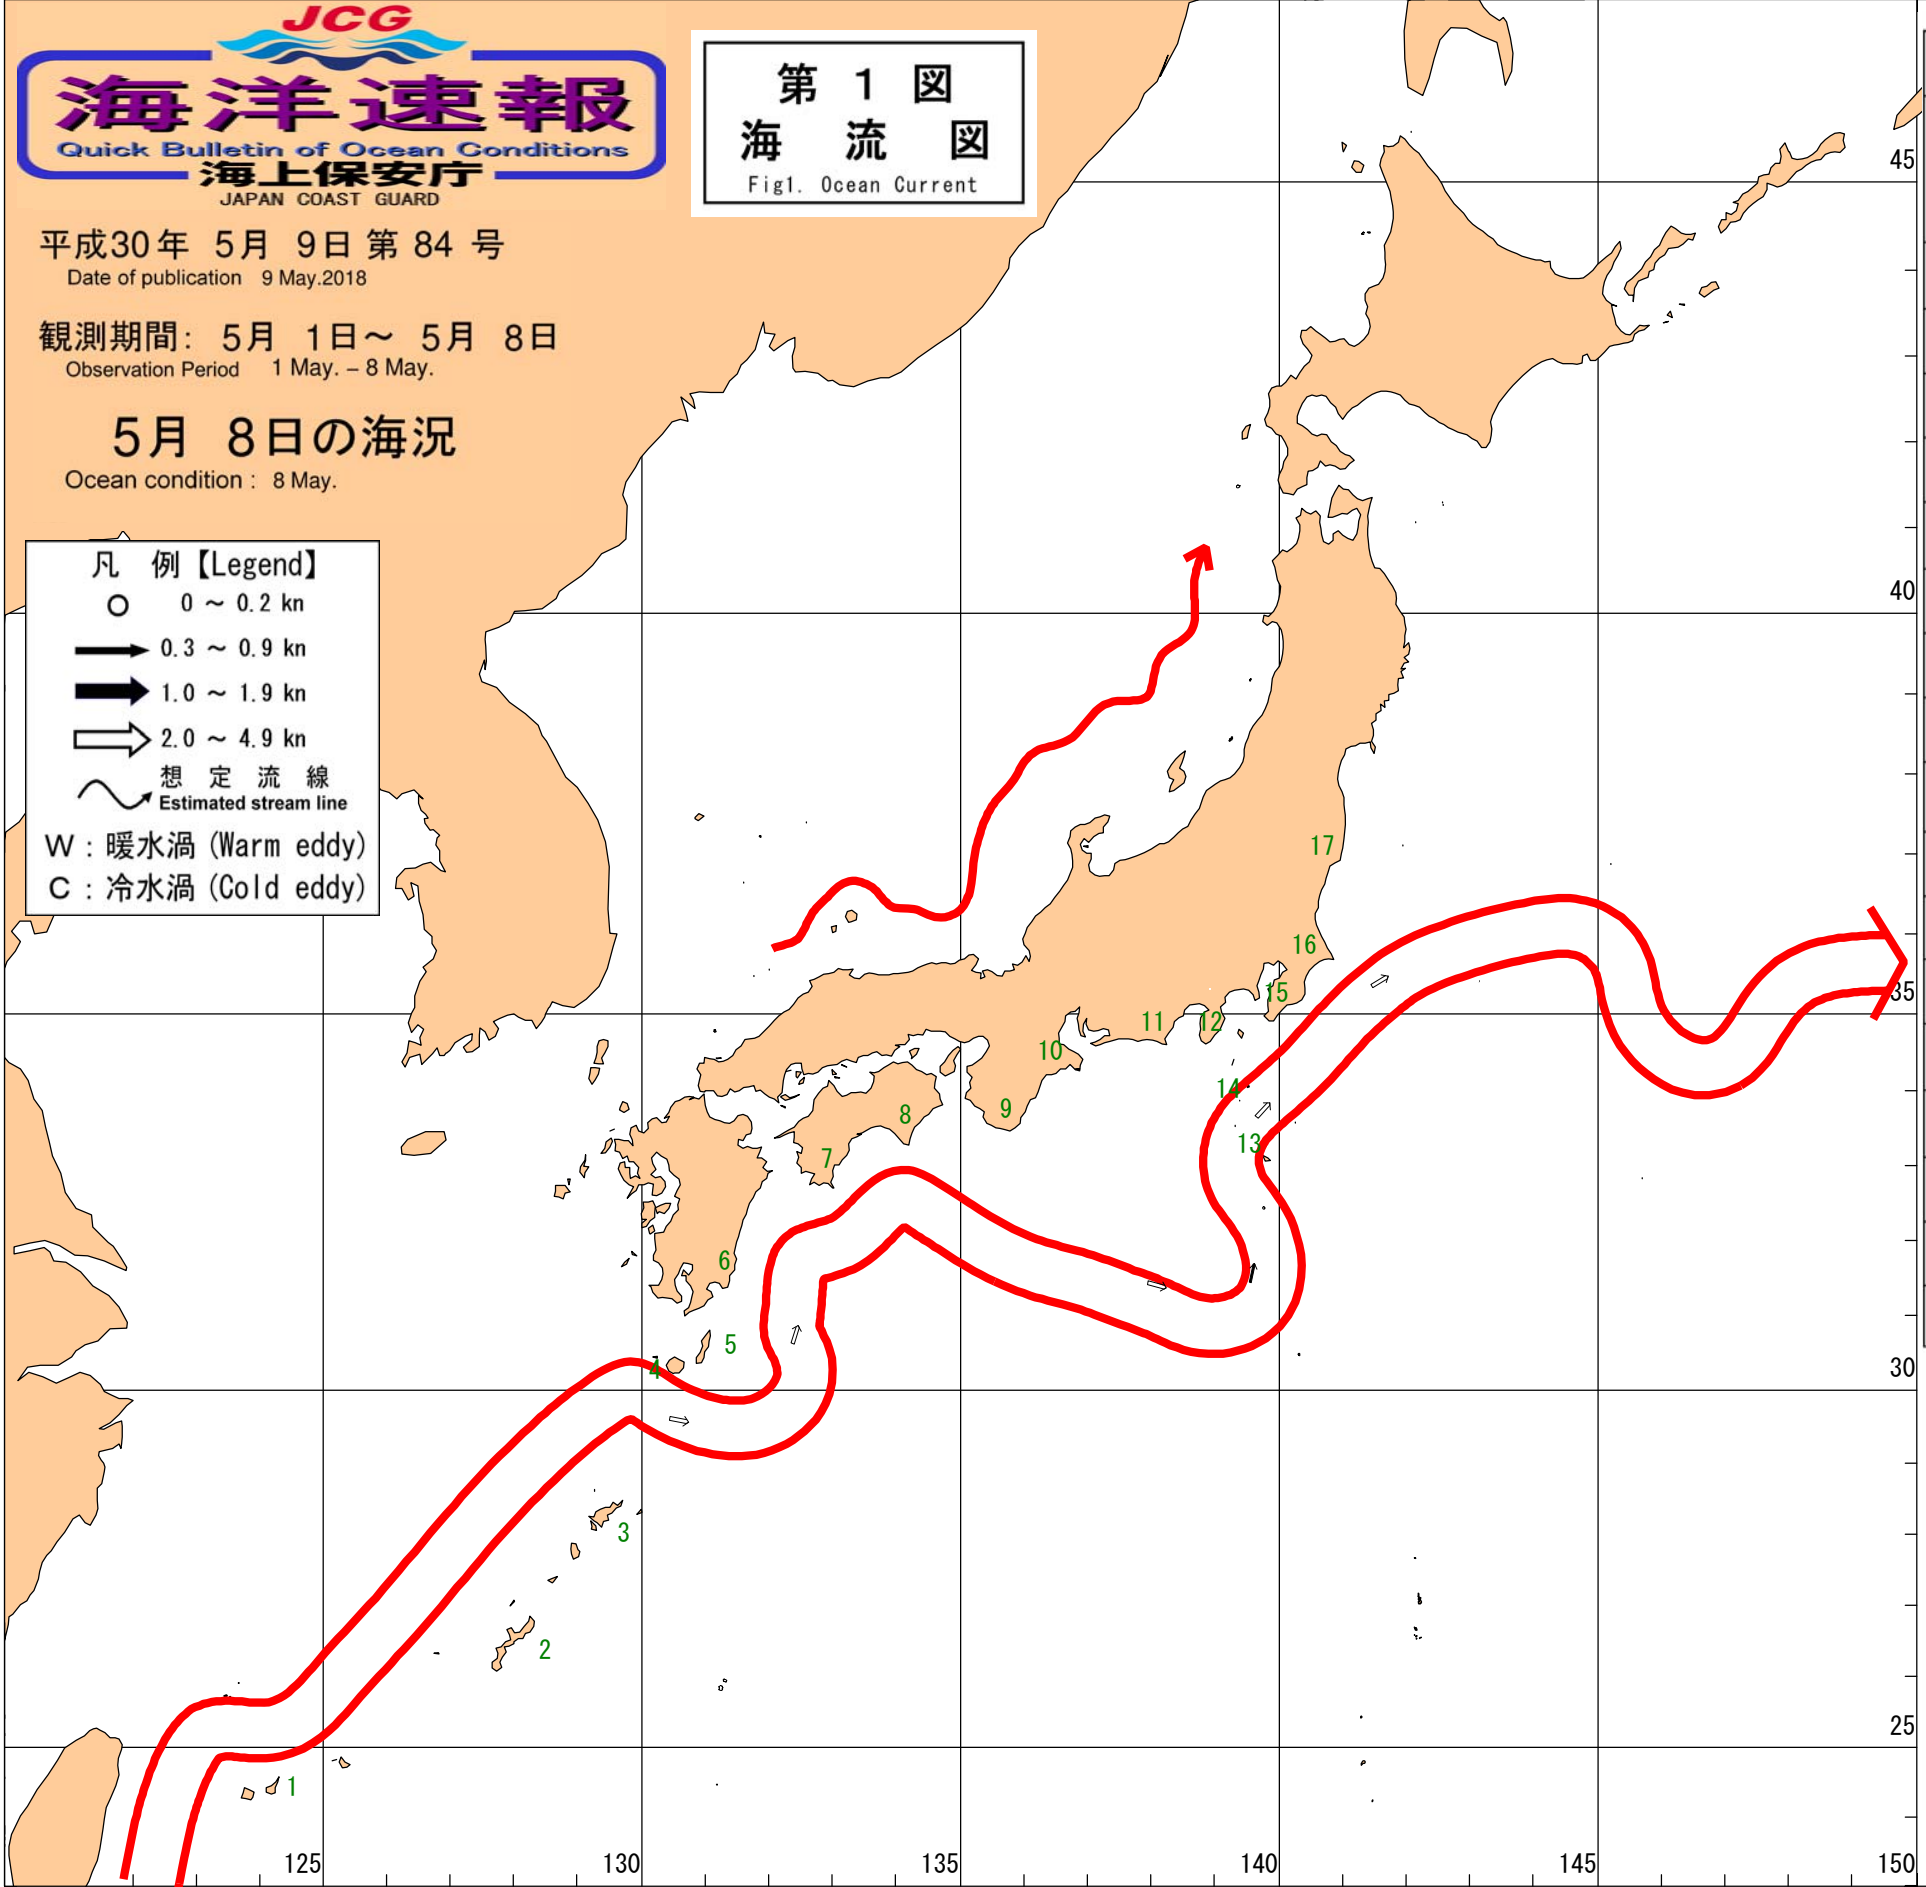 JCG
海洋速報
Quick Bulletin of Ocean Conditions
海上保安庁
JAPAN COAST GUARD
平成30年 5月 9日 第 84 号
Date of publication 9 May.2018
観測期間: 5月 1日～ 5月 8日
Observation Period 1 May. – 8 May.
5月 8日の海況
Ocean condition : 8 May.
第 1 図
海 流 図
Fig1. Ocean Current
凡 例【Legend】
0 ～ 0.2 kn
0.3 ～ 0.9 kn
1.0 ～ 1.9 kn
2.0 ～ 4.9 kn
想 定 流 線
Estimated stream line
W : 暖水渦 (Warm eddy)
C : 冷水渦 (Cold eddy)
45
40
35
30
25
17
16
15
11
12
10
14
9
8
13
7
6
5
4
3
2
1
125
130
135
140
145
150